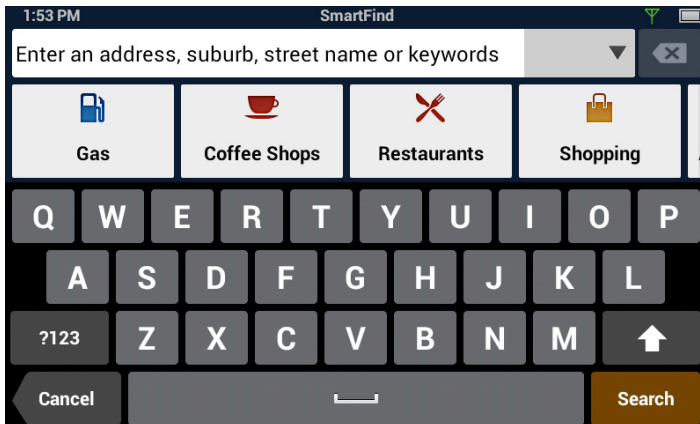 1:53 PM SmartFind
Enter an address, suburb, street name or keywords
Gas Coffee Shops Restaurants Shopping
Q W E R T Y U I O P
A S D F G H J K L
?123 Z X C V B N M
Cancel Search